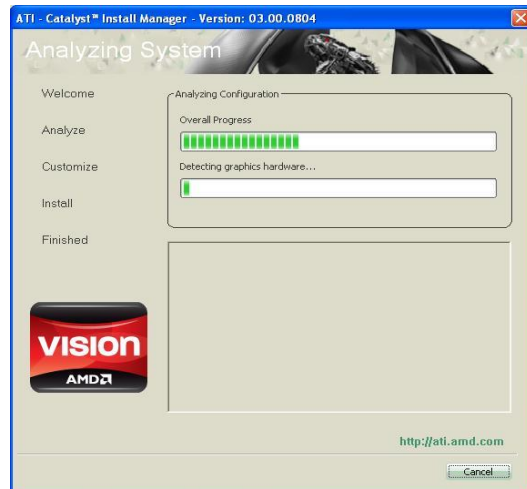 ATI - Catalyst™ Install Manager - Version: 03.00.0804
Analyzing System
Welcome
Analyze
Customize
Install
Finished
Analyzing Configuration
Overall Progress
Detecting graphics hardware...
VISION
AMD
http://ati.amd.com
Cancel